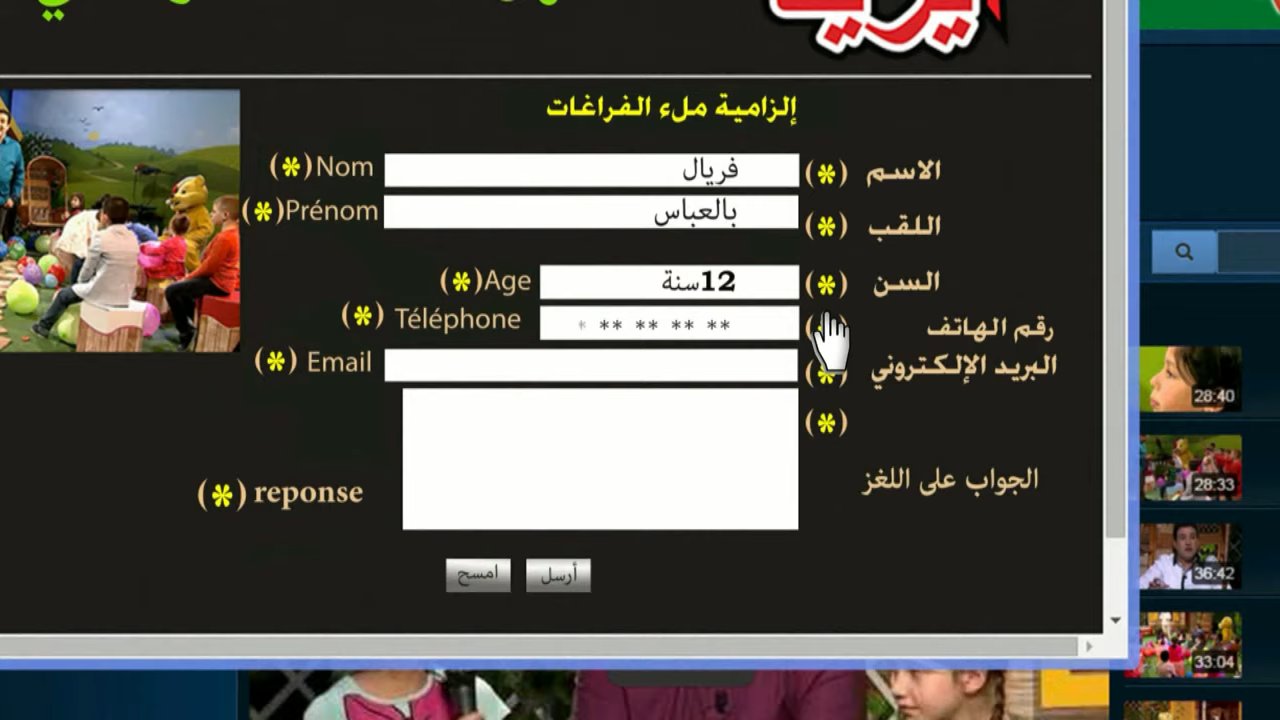 إلزامية ملء الفراغات
الاسم (*) فريال Nom (*)
اللقب (*) بالعباس Prénom (*)
السن (*) 12سنة Age (*)
رقم الهاتف ** ** ** ** * Téléphone (*)
البريد الإلكتروني (*) Email (*)
(*)
الجواب على اللغز reponse (*)
أرسل امسح
28:40
28:33
36:42
33:04